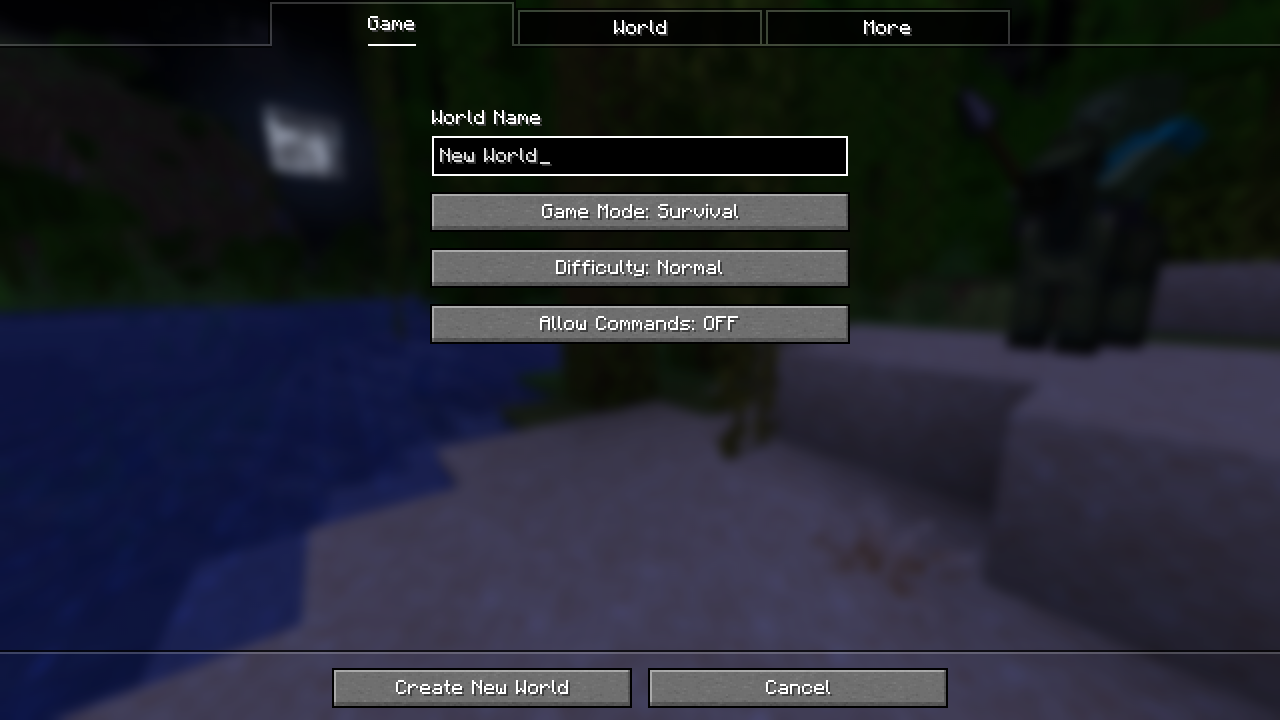 Game
World
More
World Name
New World_
Game Mode: Survival
Difficulty: Normal
Allow Commands: OFF
Create New World
Cancel